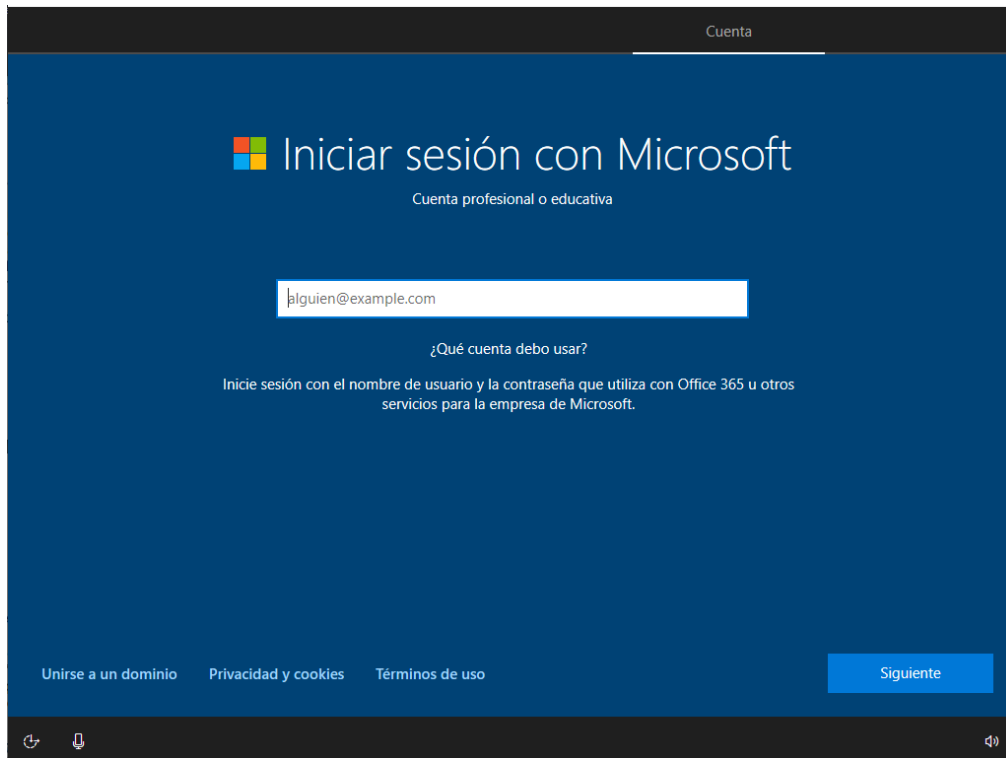 Cuenta
Iniciar sesión con Microsoft
Cuenta profesional o educativa
alguien@example.com
¿Qué cuenta debo usar?
Inicie sesión con el nombre de usuario y la contraseña que utiliza con Office 365 u otros
servicios para la empresa de Microsoft.
Unirse a un dominio Privacidad y cookies Términos de uso Siguiente